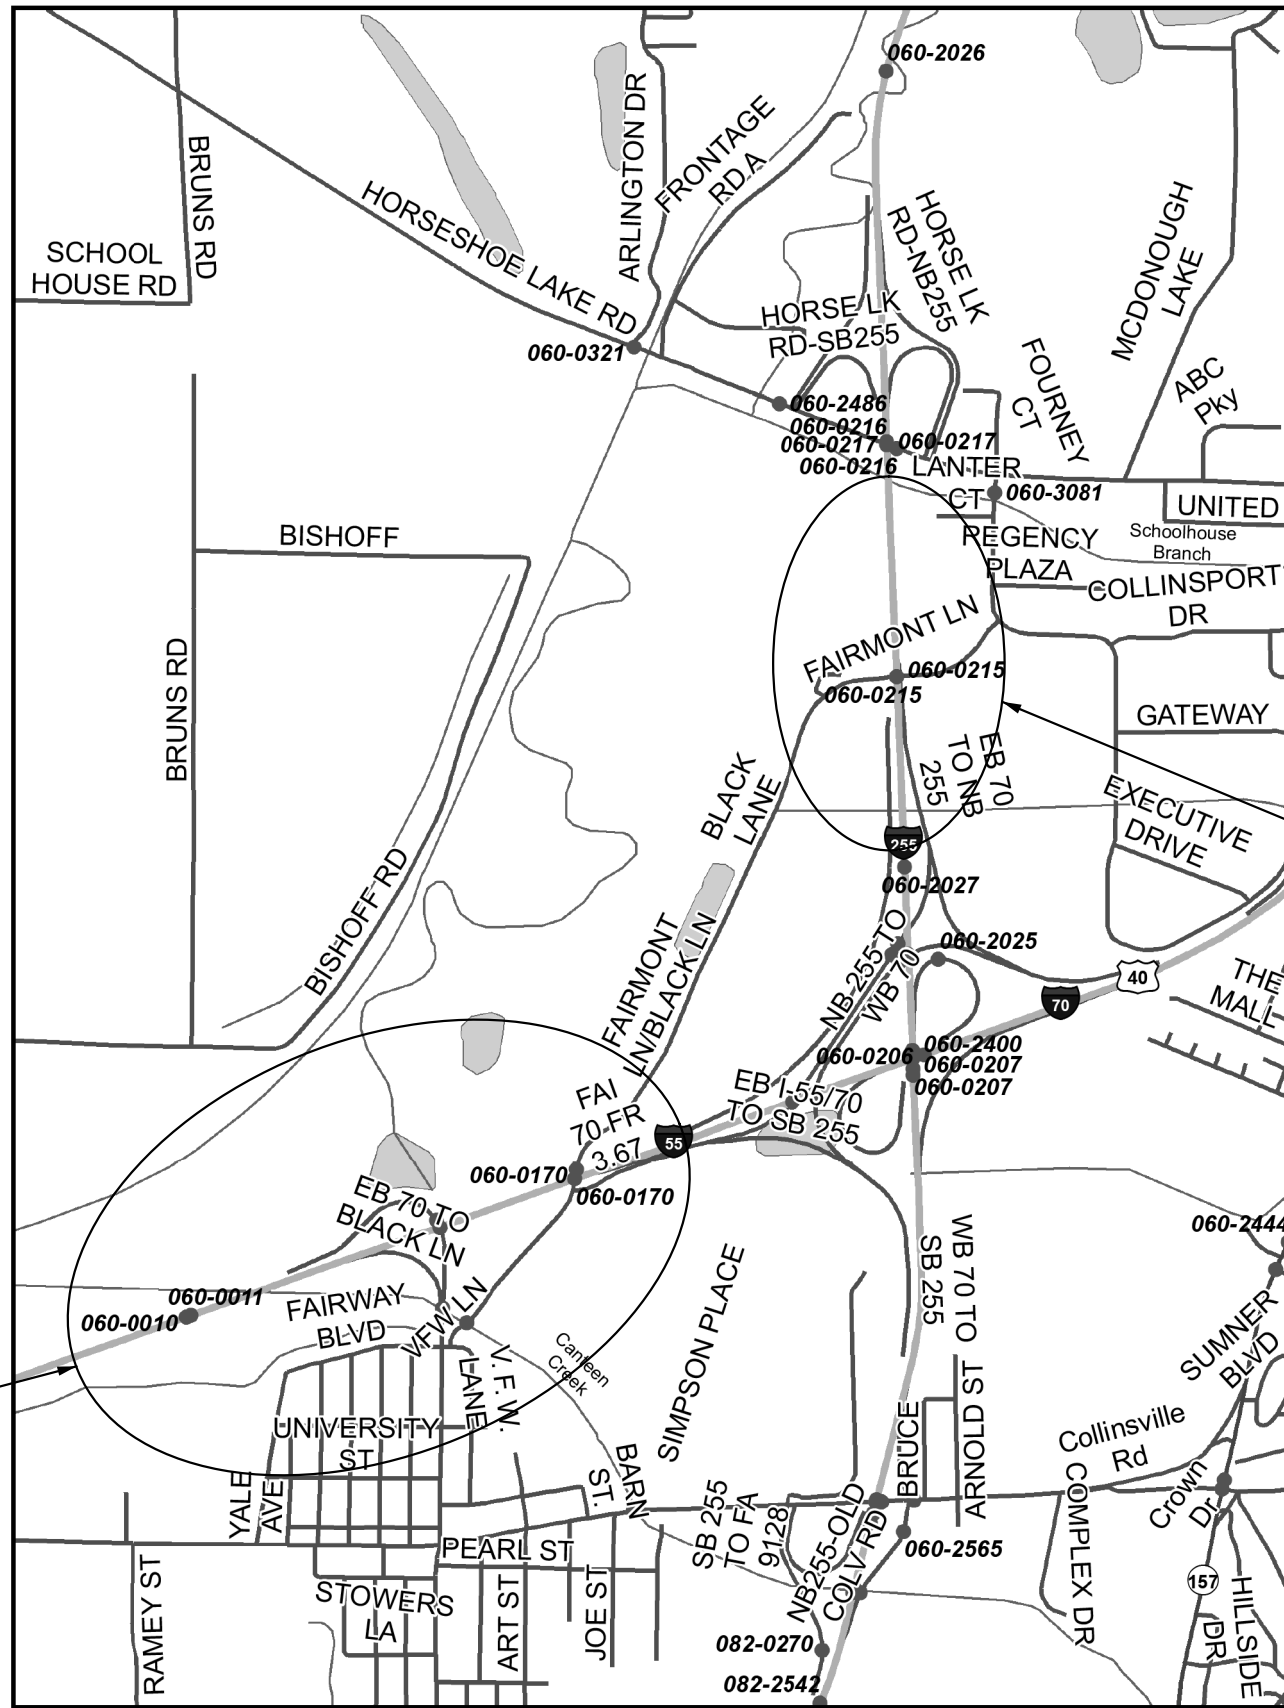 060-2026
BRUNS RD
ARLINGTON DR
FRONTAGE
RD A
HORSESHOE LAKE RD
SCHOOL
HOUSE RD
HORSE LK
RD-NB255
MCDONOUGH
LAKE
HORSE LK
RD-SB255
060-0321
FOURNEY
CT
ABC
Pky
060-2486
060-0216
060-0217
060-0217
060-0216
LANTER
CT
060-3081
UNITED
BISHOFF
REGENCY
PLAZA
Schoolhouse
Branch
COLLINSPORT
DR
FAIRMONT LN
060-0215
060-0215
BRUNS RD
GATEWAY
EB 70
TO NB
255
BLACK
LANE
EXECUTIVE
DRIVE
255
060-2027
BISHOFF RD
FAIRMONT
LN/BLACK LN
NB 255 TO
WB 70
060-2025
40
THE
MALL
70
060-2400
060-0206
060-0207
060-0207
FAI
70-FR
3.67
EB I-55/70
TO SB 255
55
060-0170
060-0170
EB 70 TO
BLACK LN
060-2444
WB 70 TO
SB 255
060-0011
060-0010
FAIRWAY
BLVD
VFW LN
Canteen
Creek
SIMPSON PLACE
SUMNER
BLVD
V.F.W.
LANE
UNIVERSITY
ST
YALE
AVE
BARN
ST.
BRUCE
ARNOLD ST
Collinsville
Rd
Crown
Dr
COMPLEX DR
SB 255
TO FA
9128
NB255-OLD
COLV RD
060-2565
PEARL ST
RAMEY ST
STOWERS
LA
ART ST
JOE ST
157
HILLSIDE
DR
082-0270
082-2542